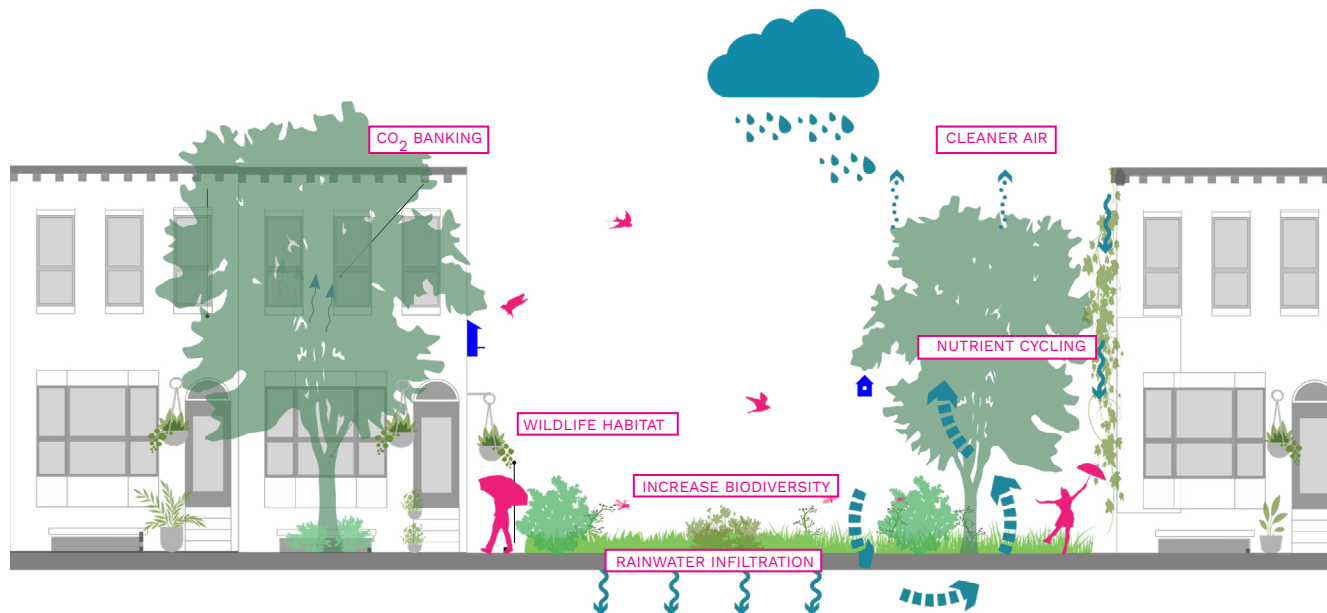 CO₂ BANKING
CLEANER AIR
NUTRIENT CYCLING
WILDLIFE HABITAT
INCREASE BIODIVERSITY
RAINWATER INFILTRATION